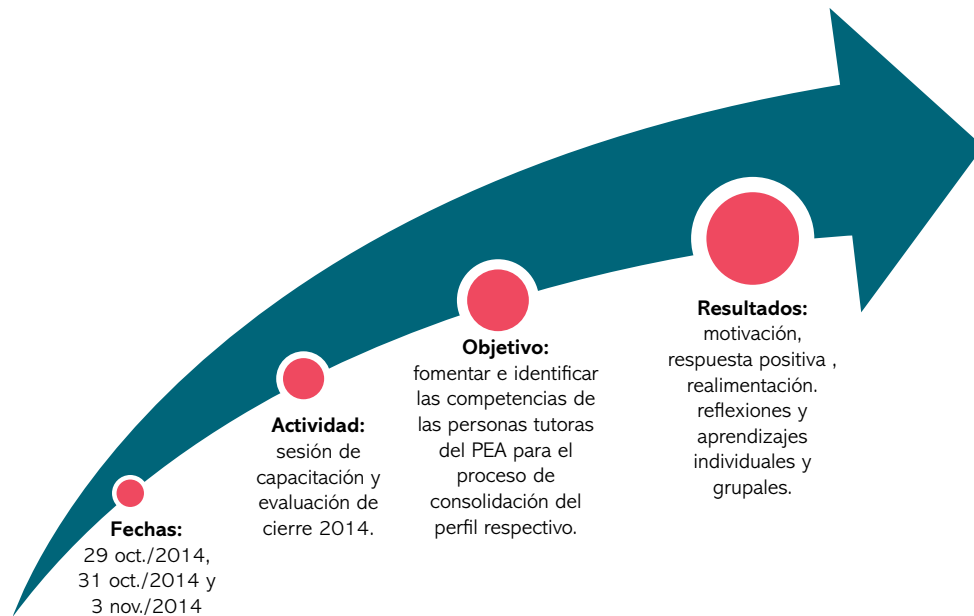 Fechas:
29 oct./2014,
31 oct./2014 y
3 nov./2014
Actividad:
sesión de
capacitación y
evaluación de
cierre 2014.
Objetivo:
fomentar e identificar
las competencias de
las personas tutoras
del PEA para el
proceso de
consolidación del
perfil respectivo.
Resultados:
motivación,
respuesta positiva ,
realimentación.
reflexiones y
aprendizajes
individuales y
grupales.